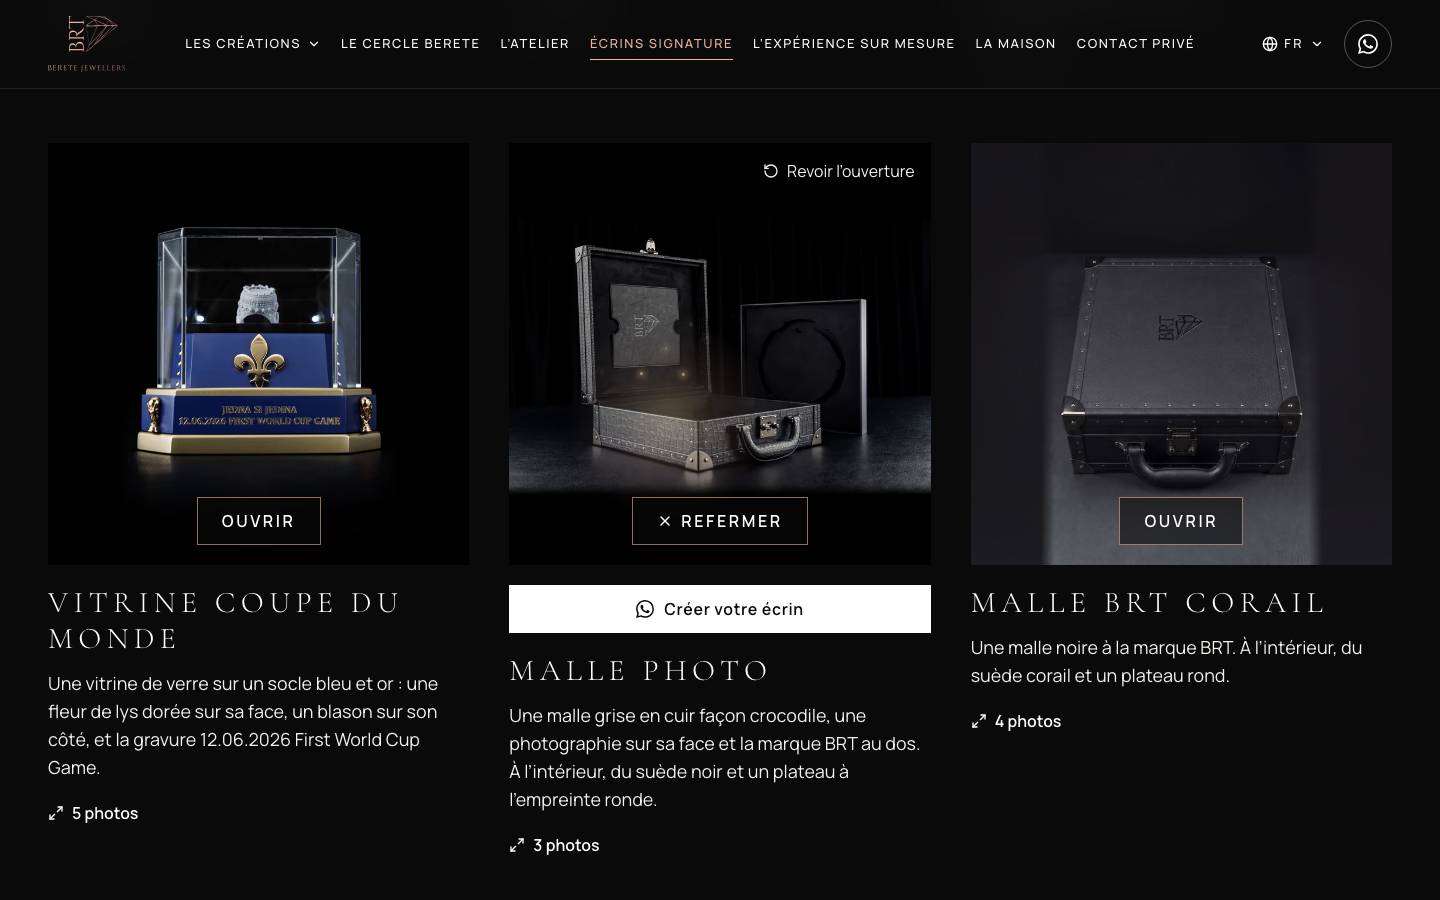 BRT
BERETE JEWELLERS
LES CRÉATIONS
LE CERCLE BERETE
L'ATELIER
ÉCRINS SIGNATURE
L'EXPÉRIENCE SUR MESURE
LA MAISON
CONTACT PRIVÉ
FR
JEDNA SI JEDINA
12.06.2026 FIRST WORLD CUP GAME
OUVRIR
Revoir l'ouverture
BRT
REFERMER
BRT
OUVRIR
VITRINE COUPE DU
MONDE
Une vitrine de verre sur un socle bleu et or : une
fleur de lys dorée sur sa face, un blason sur son
côté, et la gravure 12.06.2026 First World Cup
Game.
5 photos
Créer votre écrin
MALLE PHOTO
Une malle grise en cuir façon crocodile, une
photographie sur sa face et la marque BRT au dos.
À l'intérieur, du suède noir et un plateau à
l'empreinte ronde.
3 photos
MALLE BRT CORAIL
Une malle noire à la marque BRT. À l'intérieur, du
suède corail et un plateau rond.
4 photos